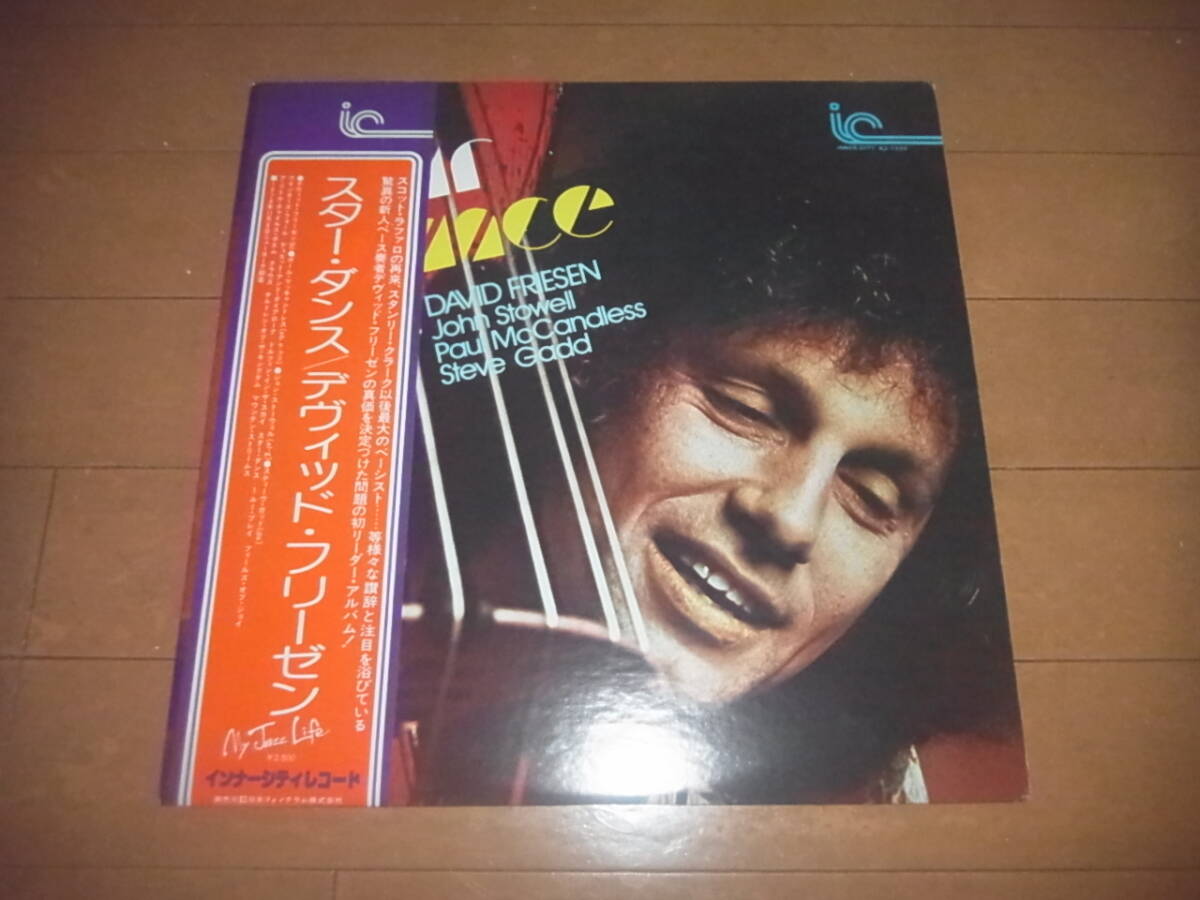 ic
スター・ダンス/デヴィッド・フリーゼン
スコット・ラファロの再来、スタンリー・クラーク以後最大のベーシスト……等様々な讃辞と注目を浴びている
驚異の新人ベース奏者デヴィッド・フリーゼンの真価を決定づけた問題の初リーダー・アルバム!
My Jazz Life
¥2,500
インナーシティレコード
ic
INNER CITY
ar
ance
DAVID FRIESEN
John Stowell
Paul McCandless
Steve Gadd